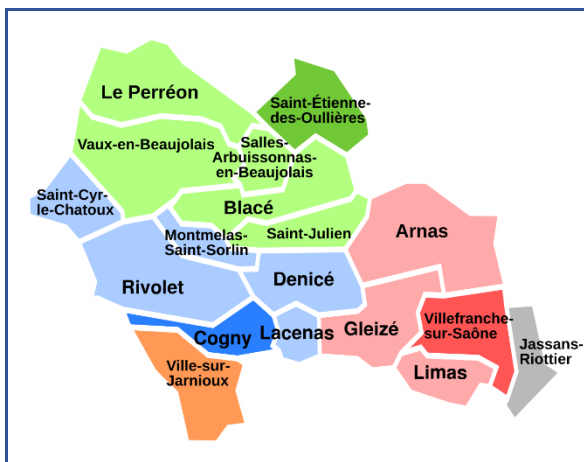 Le Perréon
Saint-Étienne-
des-Oullières
Vaux-en-Beaujolais
Salles-
Arbuissonnas-
en-Beaujolais
Saint-Cyr-
le-Chatoux
Blacé
Montmelas-
Saint-Sorlin
Saint-Julien
Arnas
Rivolet
Denicé
Cogny
Lacenas
Gleizé
Villefranche-
sur-Saône
Ville-sur-
Jarnioux
Limas
Jassans-
Riottier